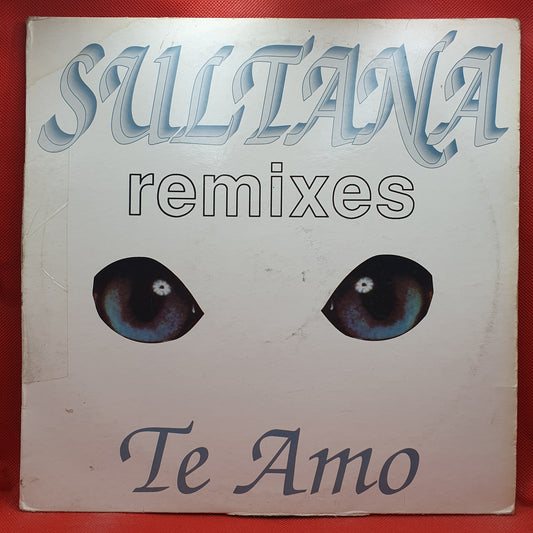 SULTANA
remixes
Te Amo